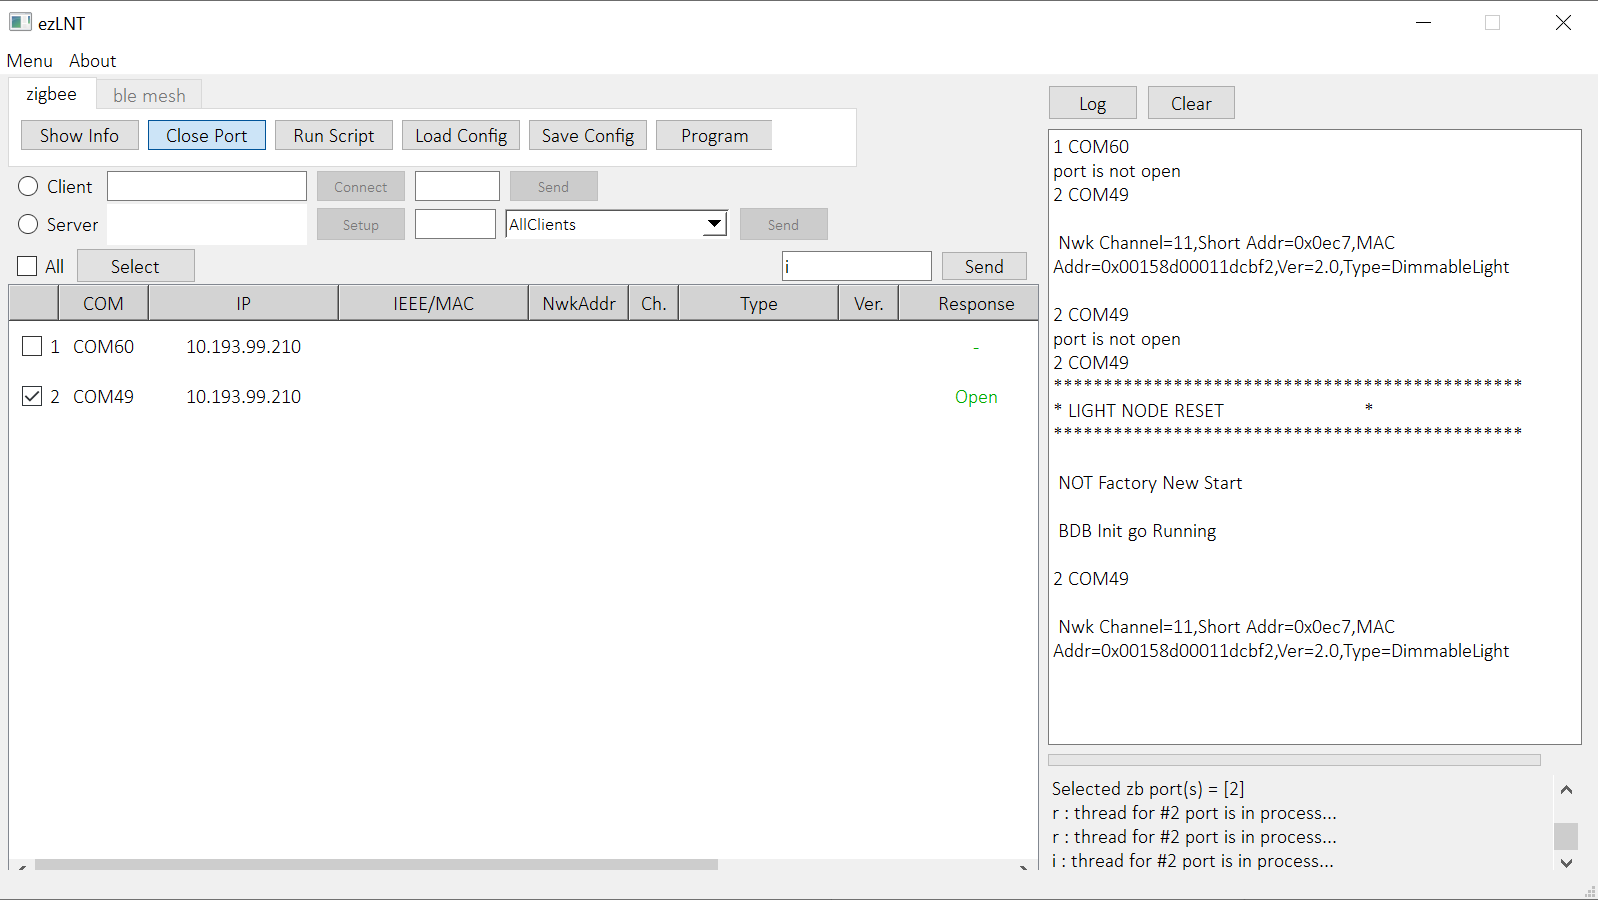 ezLNT
Menu About
zigbee ble mesh
Show Info Close Port Run Script Load Config Save Config Program
Client Connect Send
Server Setup AllClients Send
All Select i Send
COM IP IEEE/MAC NwkAddr Ch. Type Ver. Response
1 COM60 10.193.99.210 -
2 COM49 10.193.99.210 Open
Log Clear
1 COM60
port is not open
2 COM49
Nwk Channel=11,Short Addr=0x0ec7,MAC
Addr=0x00158d00011dcbf2,Ver=2.0,Type=DimmableLight
2 COM49
port is not open
2 COM49
***********************************************
* LIGHT NODE RESET *
***********************************************
NOT Factory New Start
BDB Init go Running
2 COM49
Nwk Channel=11,Short Addr=0x0ec7,MAC
Addr=0x00158d00011dcbf2,Ver=2.0,Type=DimmableLight
Selected zb port(s) = [2]
r : thread for #2 port is in process...
r : thread for #2 port is in process...
i : thread for #2 port is in process...